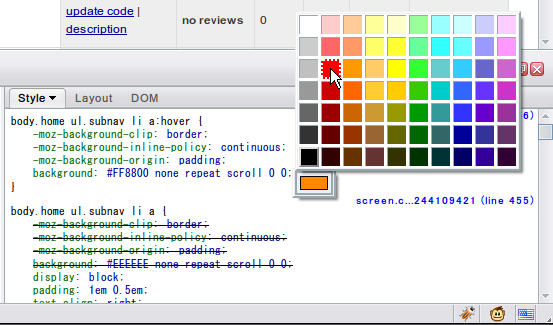 update code |
description
no reviews
0
Style
Layout
DOM
body.home ul.subnav li a:hover {
-moz-background-clip: border;
-moz-background-inline-policy: continuous;
-moz-background-origin: padding;
background: #FF8800 none repeat scroll 0 0;
}
screen.c...244109421 (line 455)
body.home ul.subnav li a {
-moz-background-clip: border;
-moz-background-inline-policy: continuous;
-moz-background-origin: padding;
background: #EEEEEE none repeat scroll 0 0;
display: block;
padding: 1em 0.5em;
text-align: right;